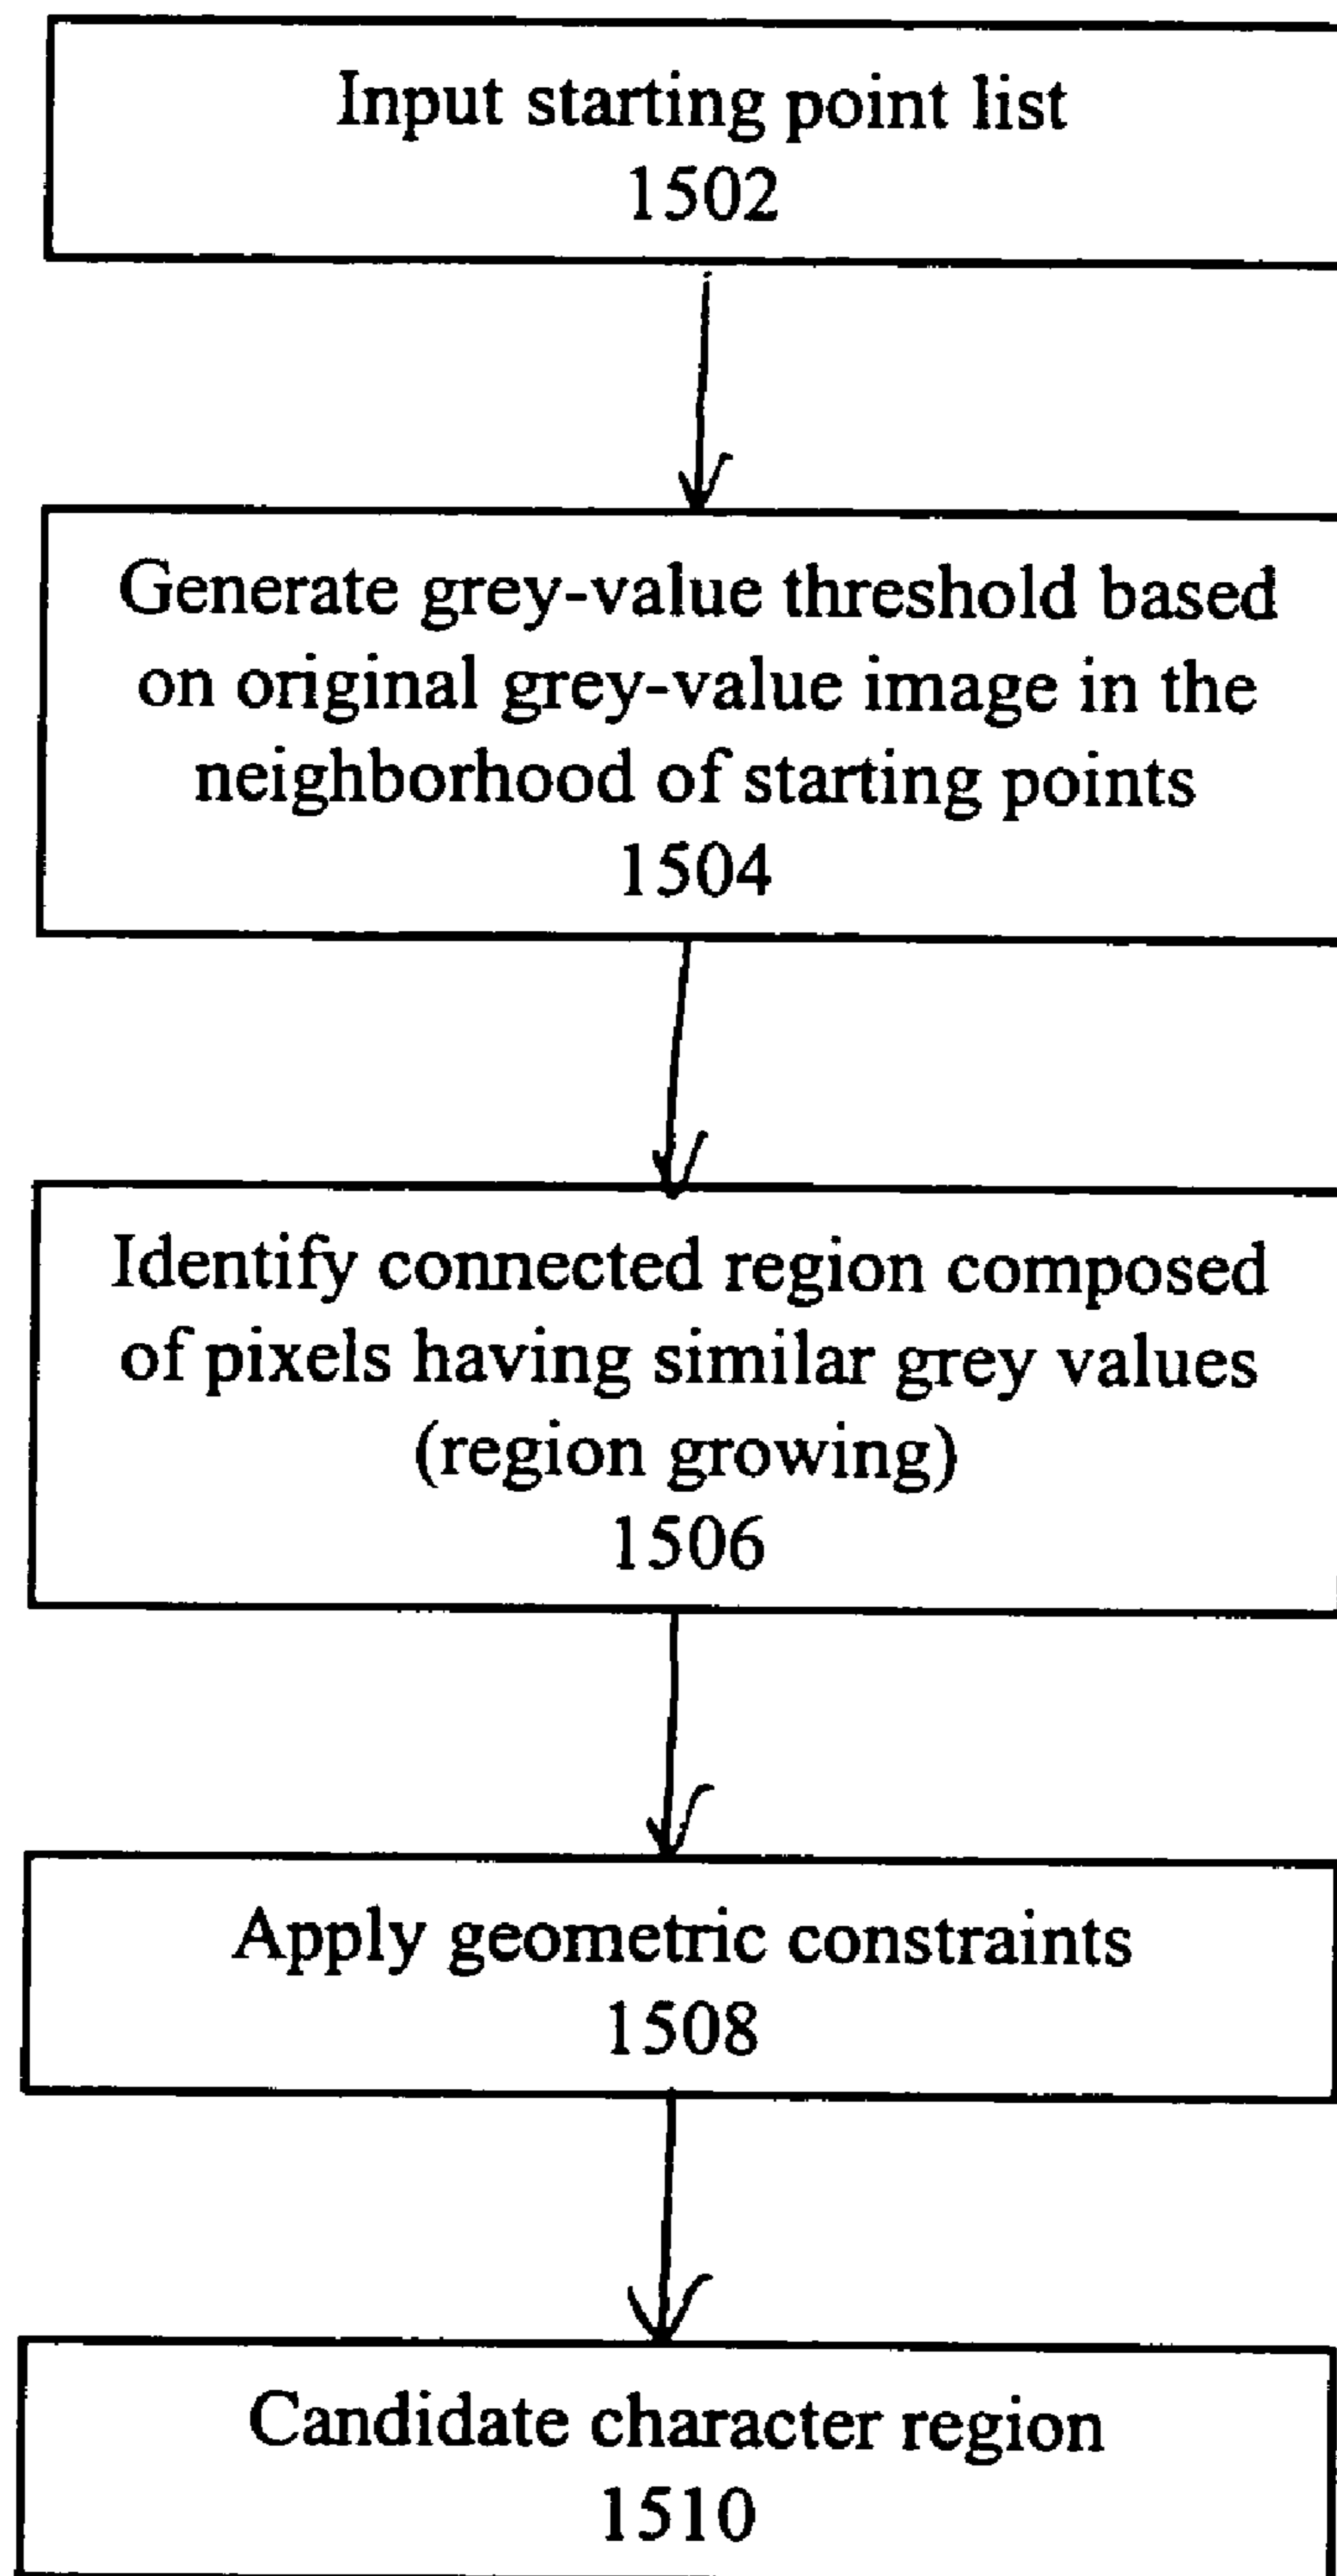 Input starting point list
1502
Generate grey-value threshold based
on original grey-value image in the
neighborhood of starting points
1504
Identify connected region composed
of pixels having similar grey values
(region growing)
1506
Apply geometric constraints
1508
Candidate character region
1510